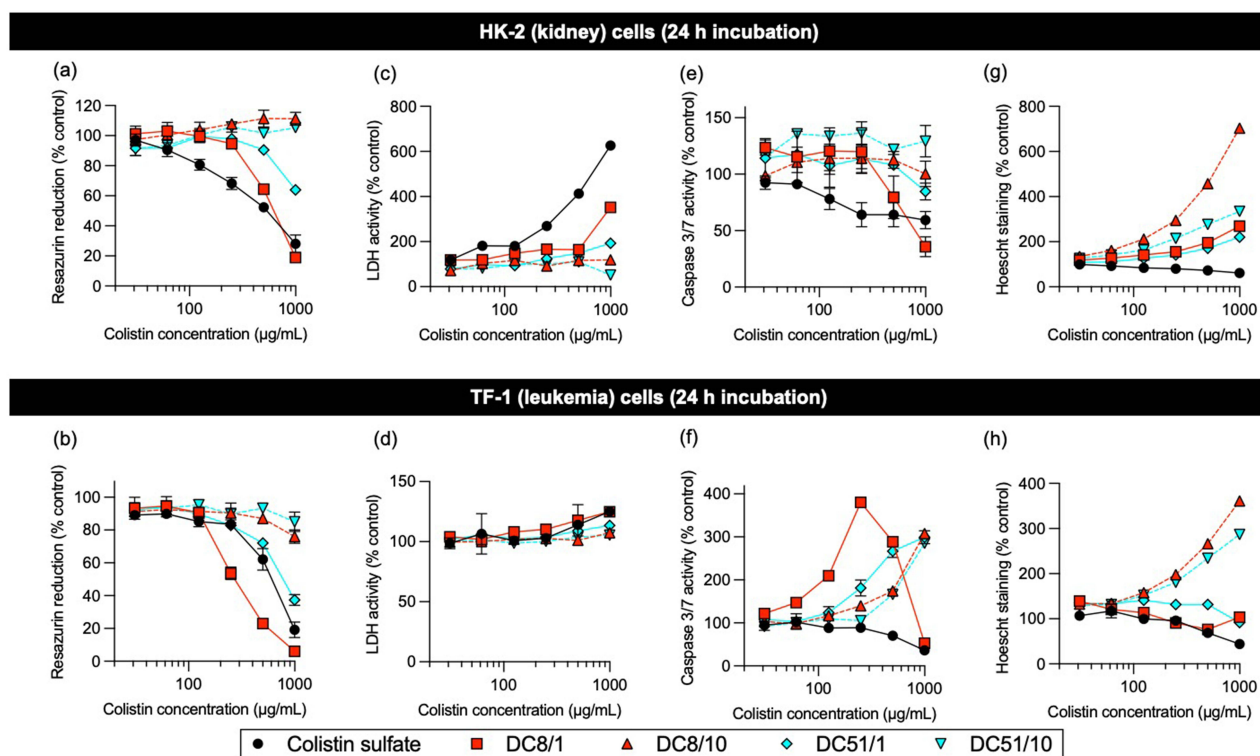 HK-2 (kidney) cells (24 h incubation)
(a)
Resazurin reduction (% control)
120
100
80
60
40
20
0
100
1000
Colistin concentration (µg/mL)
(c)
LDH activity (% control)
800
600
400
200
0
100
1000
Colistin concentration (µg/mL)
(e)
Caspase 3/7 activity (% control)
150
100
50
0
100
1000
Colistin concentration (µg/mL)
(g)
Hoescht staining (% control)
800
600
400
200
0
100
1000
Colistin concentration (µg/mL)
TF-1 (leukemia) cells (24 h incubation)
(b)
Resazurin reduction (% control)
100
80
60
40
20
0
100
1000
Colistin concentration (µg/mL)
(d)
LDH activity (% control)
150
100
50
0
100
1000
Colistin concentration (µg/mL)
(f)
Caspase 3/7 activity (% control)
400
300
200
100
0
100
1000
Colistin concentration (µg/mL)
(h)
Hoescht staining (% control)
400
300
200
100
0
100
1000
Colistin concentration (µg/mL)
Colistin sulfate DC8/1 DC8/10 DC51/1 DC51/10